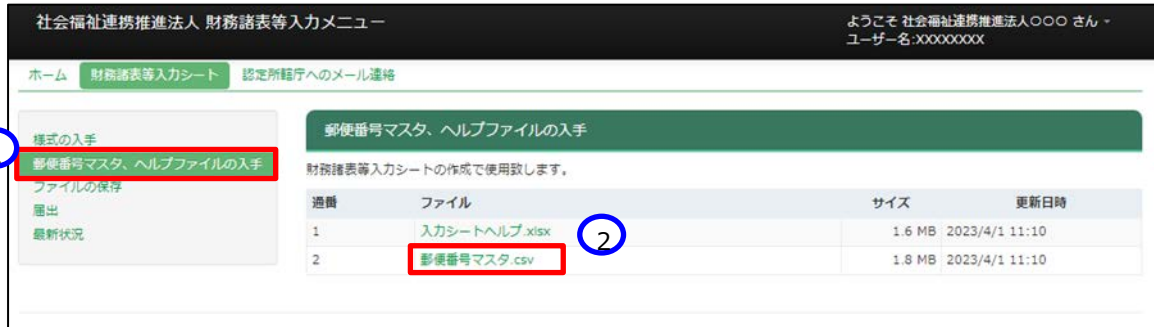 社会福祉連携推進法人 財務諸表等入力メニュー
ようこそ 社会福祉連携推進法人〇〇〇 さん
ユーザー名:XXXXXXXX
ホーム 財務諸表等入力シート 認定所轄庁へのメール連絡
様式の入手
郵便番号マスタ、ヘルプファイルの入手
ファイルの保存
届出
最新状況
郵便番号マスタ、ヘルプファイルの入手
財務諸表等入力シートの作成で使用致します。
通番 ファイル サイズ 更新日時
1 入力シートヘルプ.xlsx 1.6 MB 2023/4/1 11:10
2
2 郵便番号マスタ.csv 1.8 MB 2023/4/1 11:10